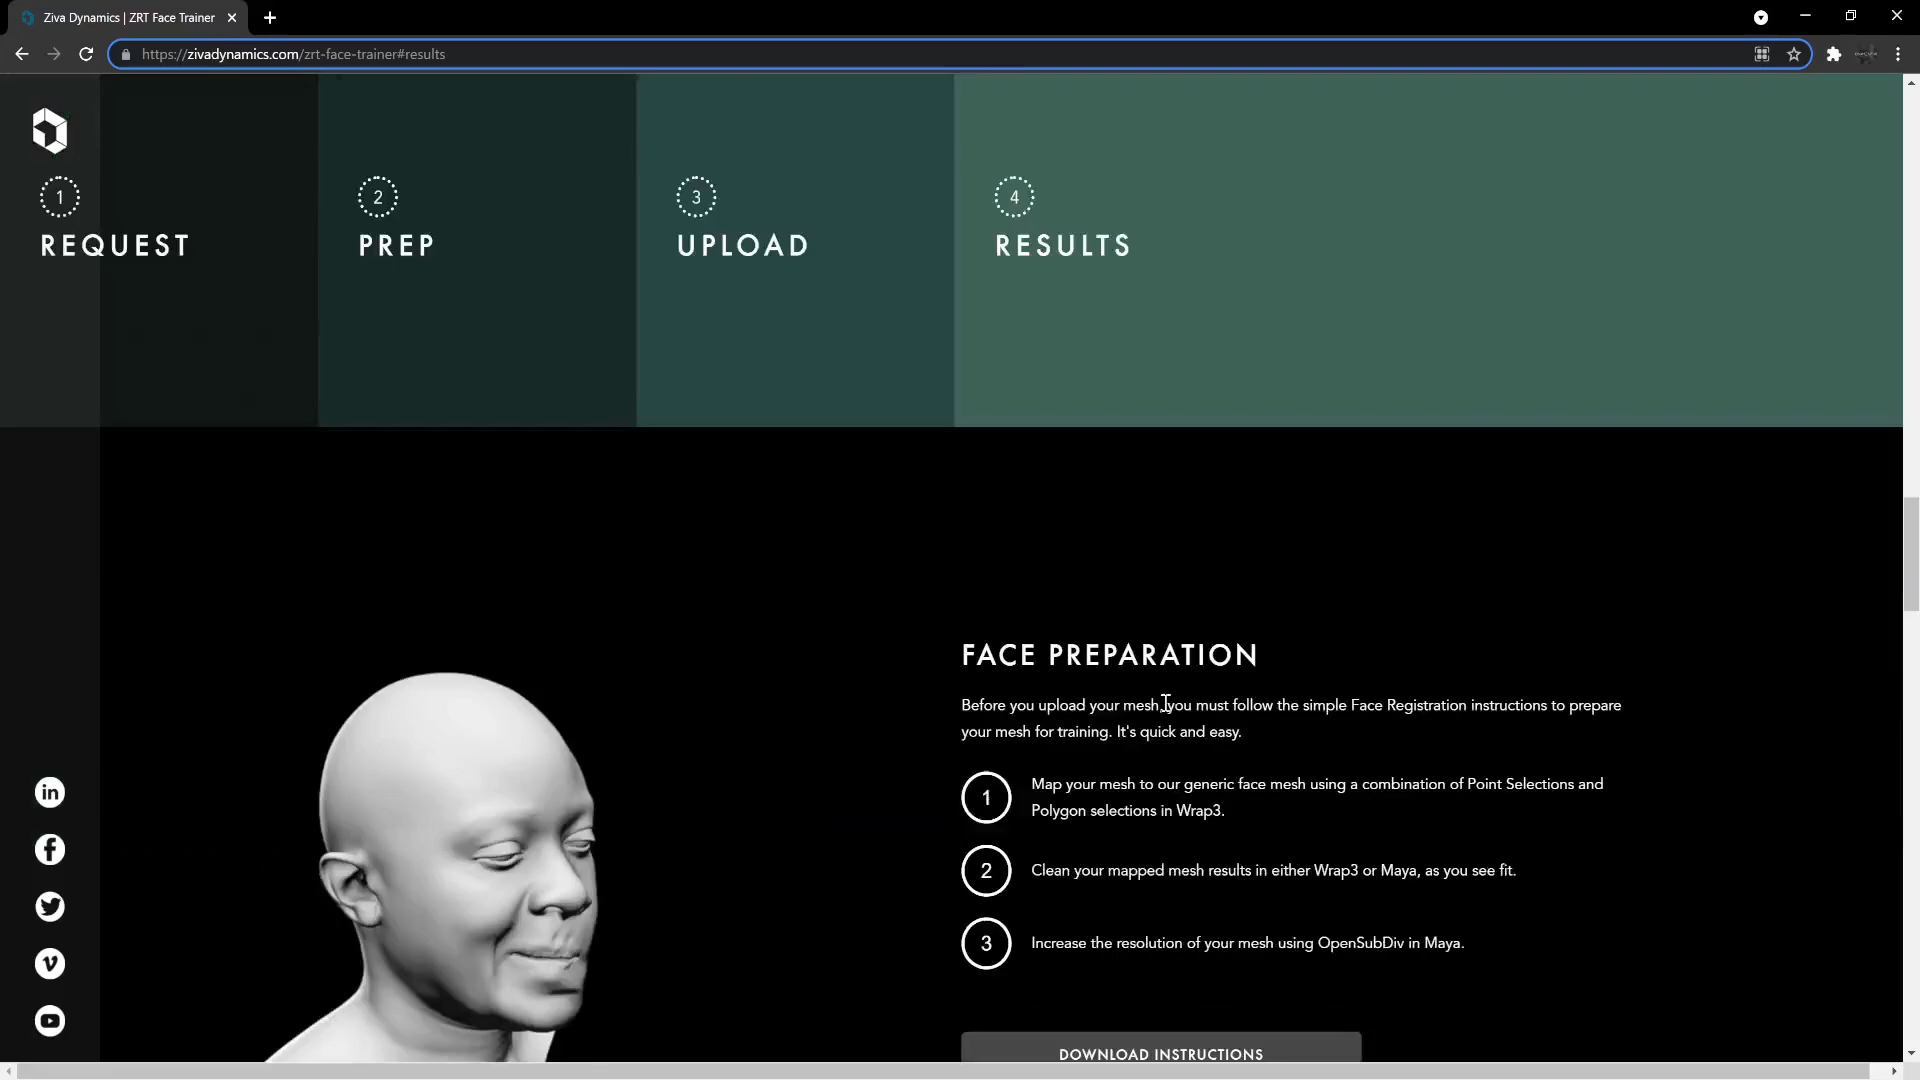 Ziva Dynamics | ZRT Face Trainer
https://zivadynamics.com/zrt-face-trainer#results
1
REQUEST
2
PREP
3
UPLOAD
4
RESULTS
FACE PREPARATION
Before you upload your mesh, you must follow the simple Face Registration instructions to prepare
your mesh for training. It's quick and easy.
1
Map your mesh to our generic face mesh using a combination of Point Selections and
Polygon selections in Wrap3.
2
Clean your mapped mesh results in either Wrap3 or Maya, as you see fit.
3
Increase the resolution of your mesh using OpenSubDiv in Maya.
DOWNLOAD INSTRUCTIONS